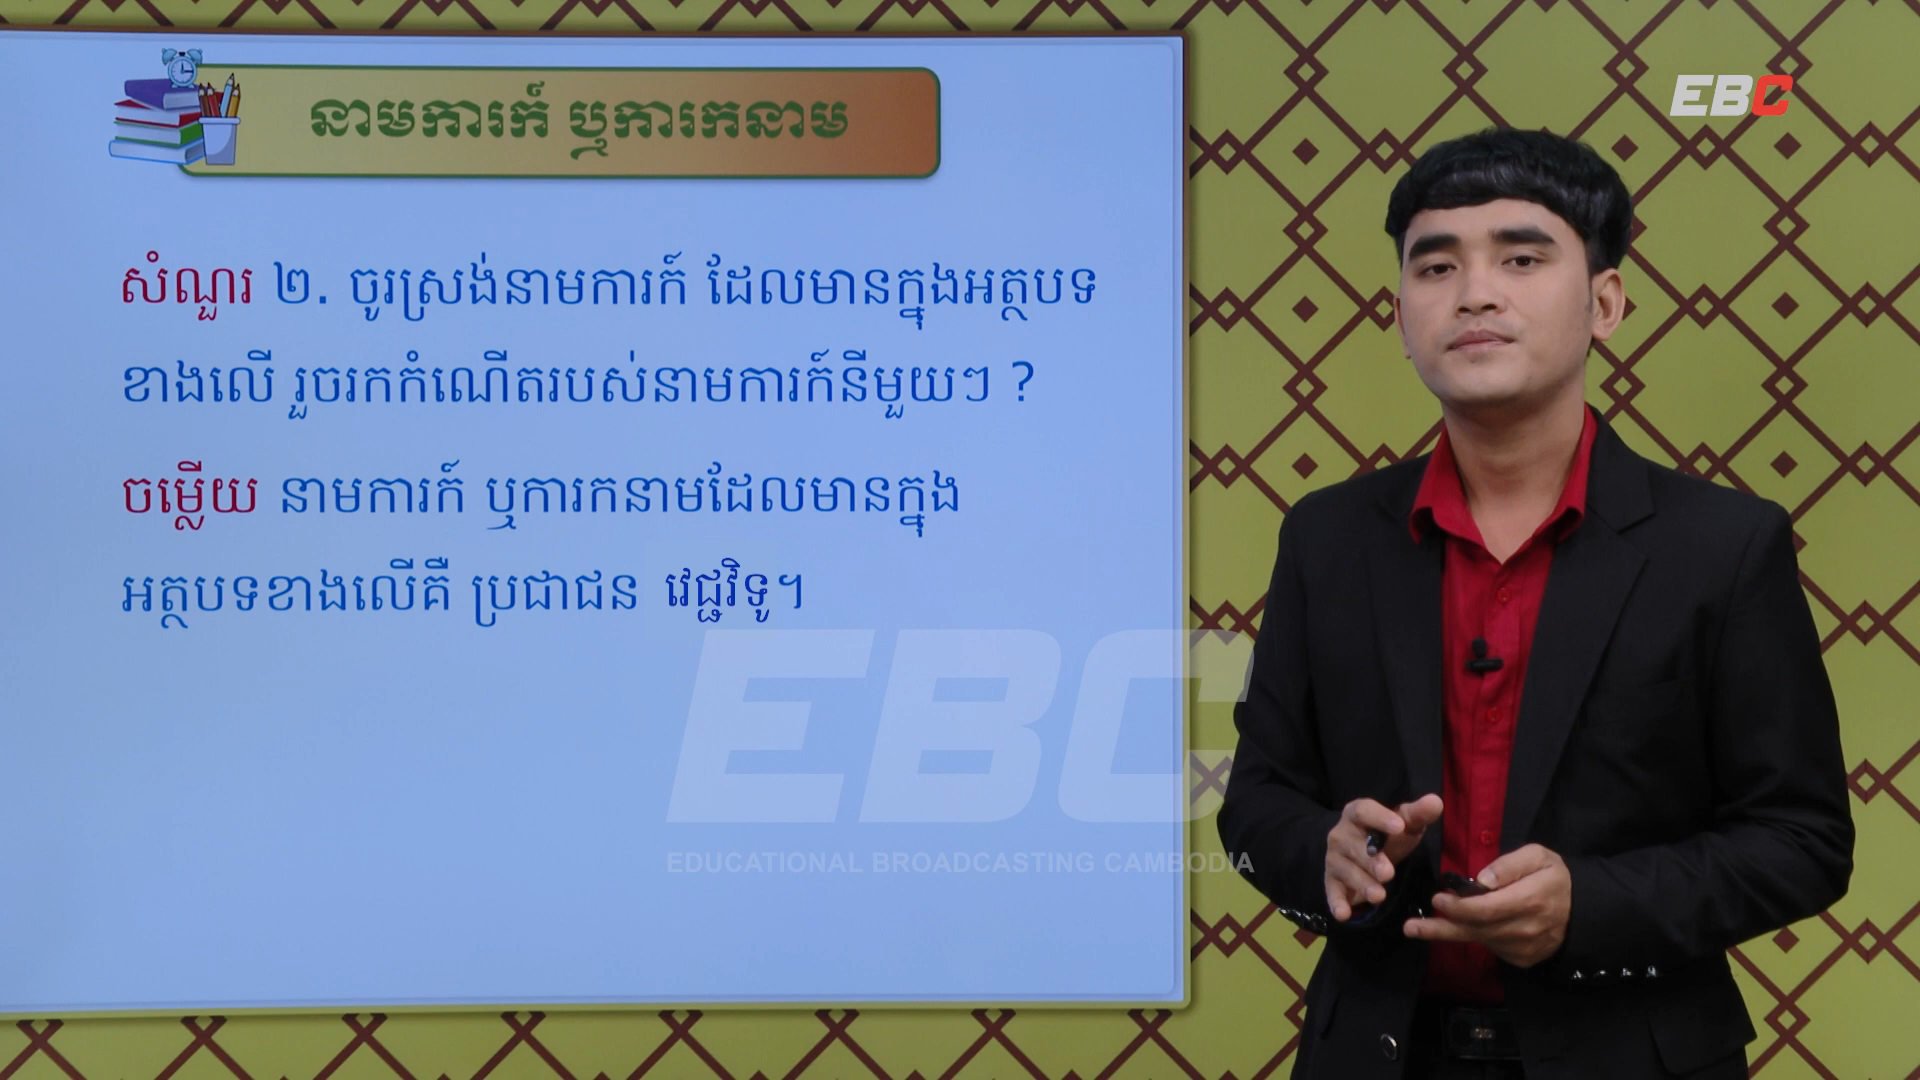 នាមការក៍ ឬការកនាម
EBC
សំណួរ ២. ចូរស្រង់នាមការក៍ ដែលមានក្នុងអត្ថបទ
ខាងលើ រួចរកកំណើតរបស់នាមការក៍នីមួយៗ ?
ចម្លើយ នាមការក៍ ឬការកនាមដែលមានក្នុង
អត្ថបទខាងលើគឺ ប្រជាជន វេជ្ជវិទូ។
EBC
EDUCATIONAL BROADCASTING CAMBODIA